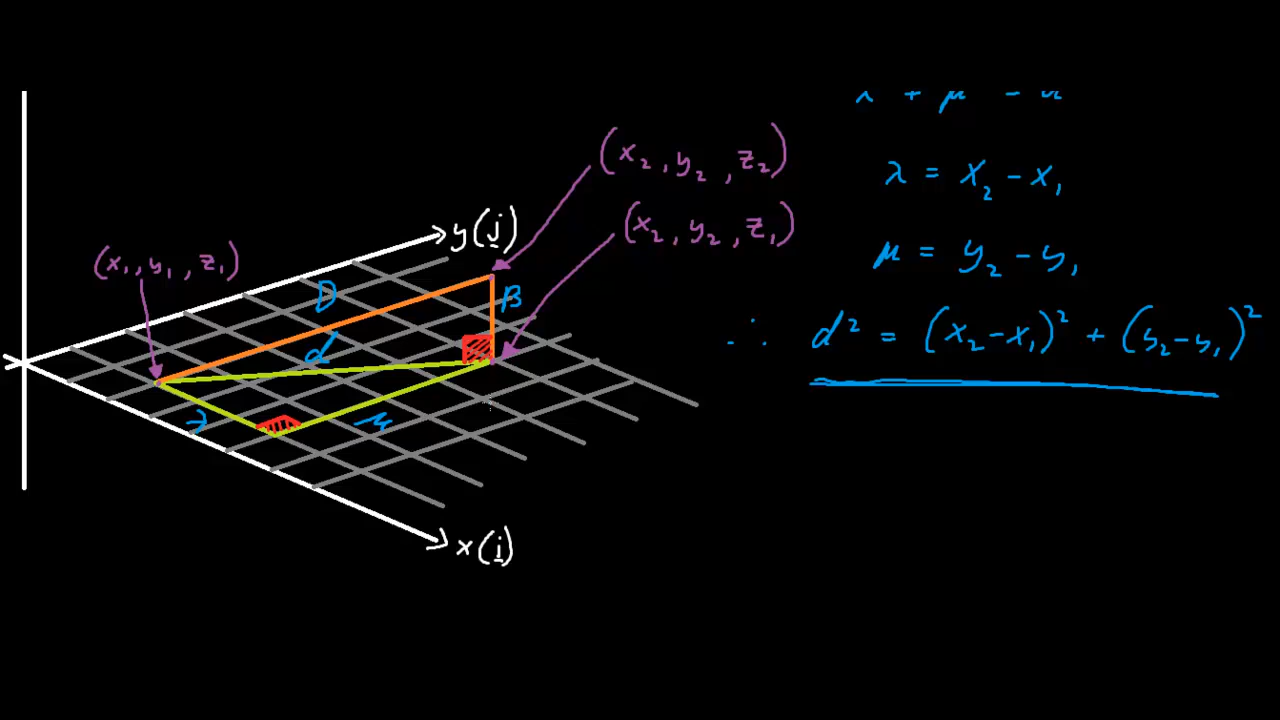 (x₂, y₂, z₂)
(x₂, y₂, z₁)
y(j)
(x₁, y₁, z₁)
D
β
d
λ
μ
x(i)
λ = x₂ - x₁
μ = y₂ - y₁
∴ d² = (x₂-x₁)² + (y₂-y₁)²